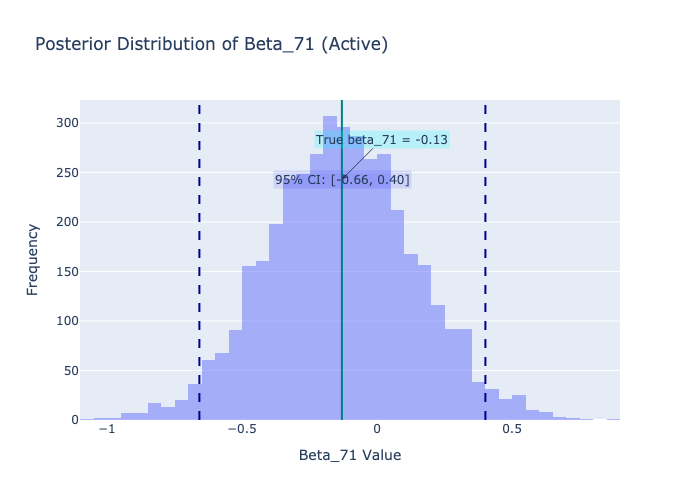 Posterior Distribution of Beta_71 (Active)
300
True beta_71 = -0.13
250
95% CI: [-0.66, 0.40]
200
Frequency
150
100
50
0
−1
−0.5
0
0.5
Beta_71 Value